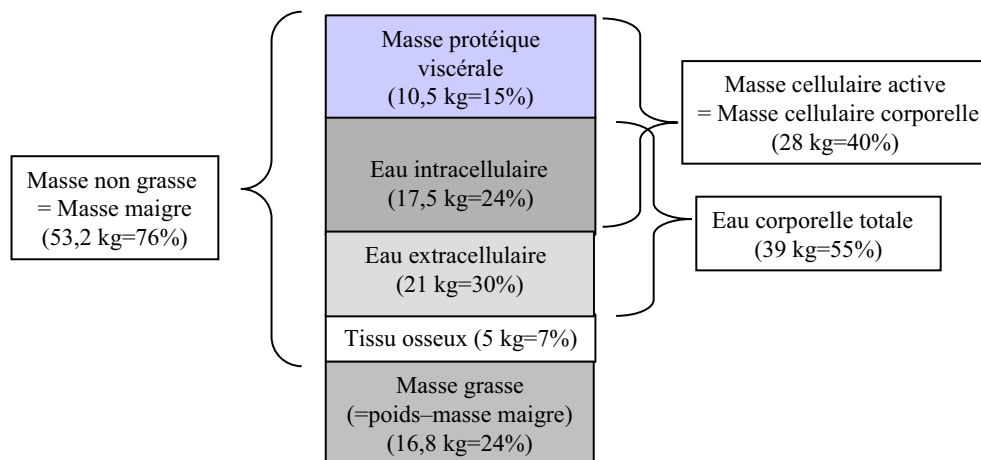 Masse non grasse
= Masse maigre
(53,2 kg=76%)
Masse protéique
viscérale
(10,5 kg=15%)
Eau intracellulaire
(17,5 kg=24%)
Eau extracellulaire
(21 kg=30%)
Tissu osseux (5 kg=7%)
Masse grasse
(=poids–masse maigre)
(16,8 kg=24%)
Masse cellulaire active
= Masse cellulaire corporelle
(28 kg=40%)
Eau corporelle totale
(39 kg=55%)